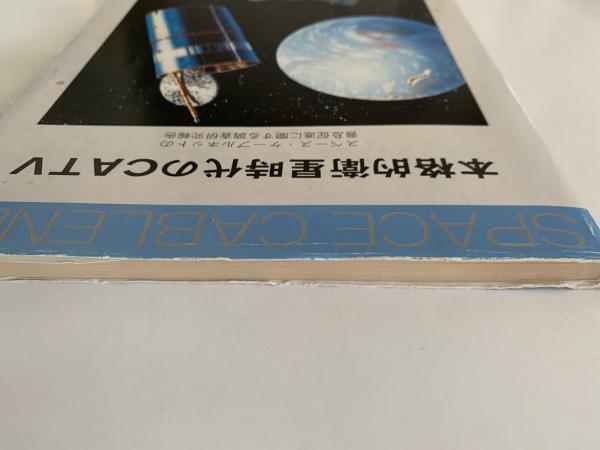 SPACE CABLENE
本格的衛星時代のCATV
スペース・ケーブルネットの
普及促進に関する調査研究報告